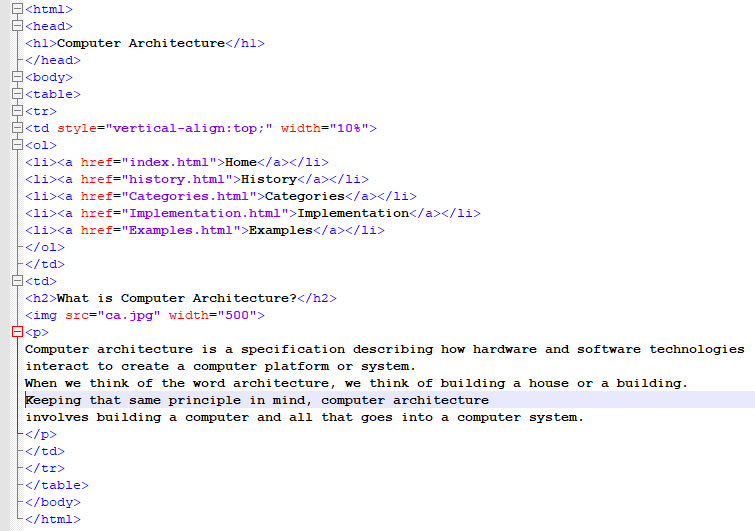 <html>
<head>
<h1>Computer Architecture</h1>
</head>
<body>
<table>
<tr>
<td style="vertical-align:top;" width="10%">
<ol>
<li><a href="index.html">Home</a></li>
<li><a href="history.html">History</a></li>
<li><a href="Categories.html">Categories</a></li>
<li><a href="Implementation.html">Implementation</a></li>
<li><a href="Examples.html">Examples</a></li>
</ol>
</td>
<td>
<h2>What is Computer Architecture?</h2>
<img src="ca.jpg" width="500">
<p>
Computer architecture is a specification describing how hardware and software technologies
interact to create a computer platform or system.
When we think of the word architecture, we think of building a house or a building.
Keeping that same principle in mind, computer architecture
involves building a computer and all that goes into a computer system.
</p>
</td>
</tr>
</table>
</body>
</html>